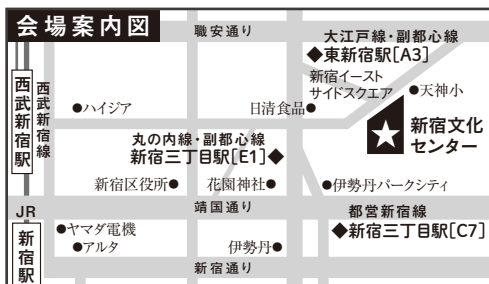 会場案内図
職安通り
大江戸線・副都心線
◆東新宿駅[A3]
新宿イースト
サイドスクエア
●天神小
西武新宿駅
西武新宿線
●ハイジア
日清食品●
新宿文化
センター
丸の内線・副都心線
新宿三丁目駅[E1]◆
新宿区役所●
花園神社●
●伊勢丹パークシティ
JR
新宿駅
靖国通り
都営新宿線
◆新宿三丁目駅[C7]
●ヤマダ電機
●アルタ
伊勢丹●
新宿通り